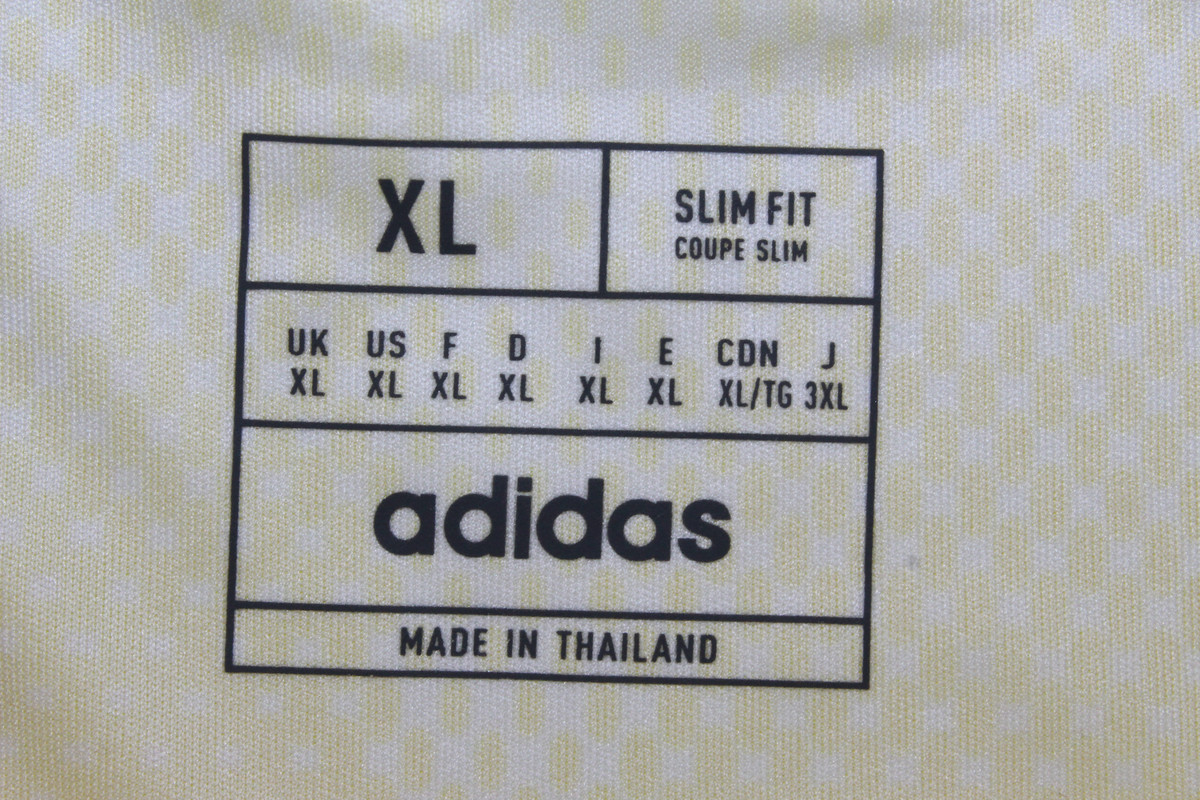 XL
SLIM FIT
COUPE SLIM
UK US F D I E CDN J
XL XL XL XL XL XL XL/TG 3XL
adidas
MADE IN THAILAND